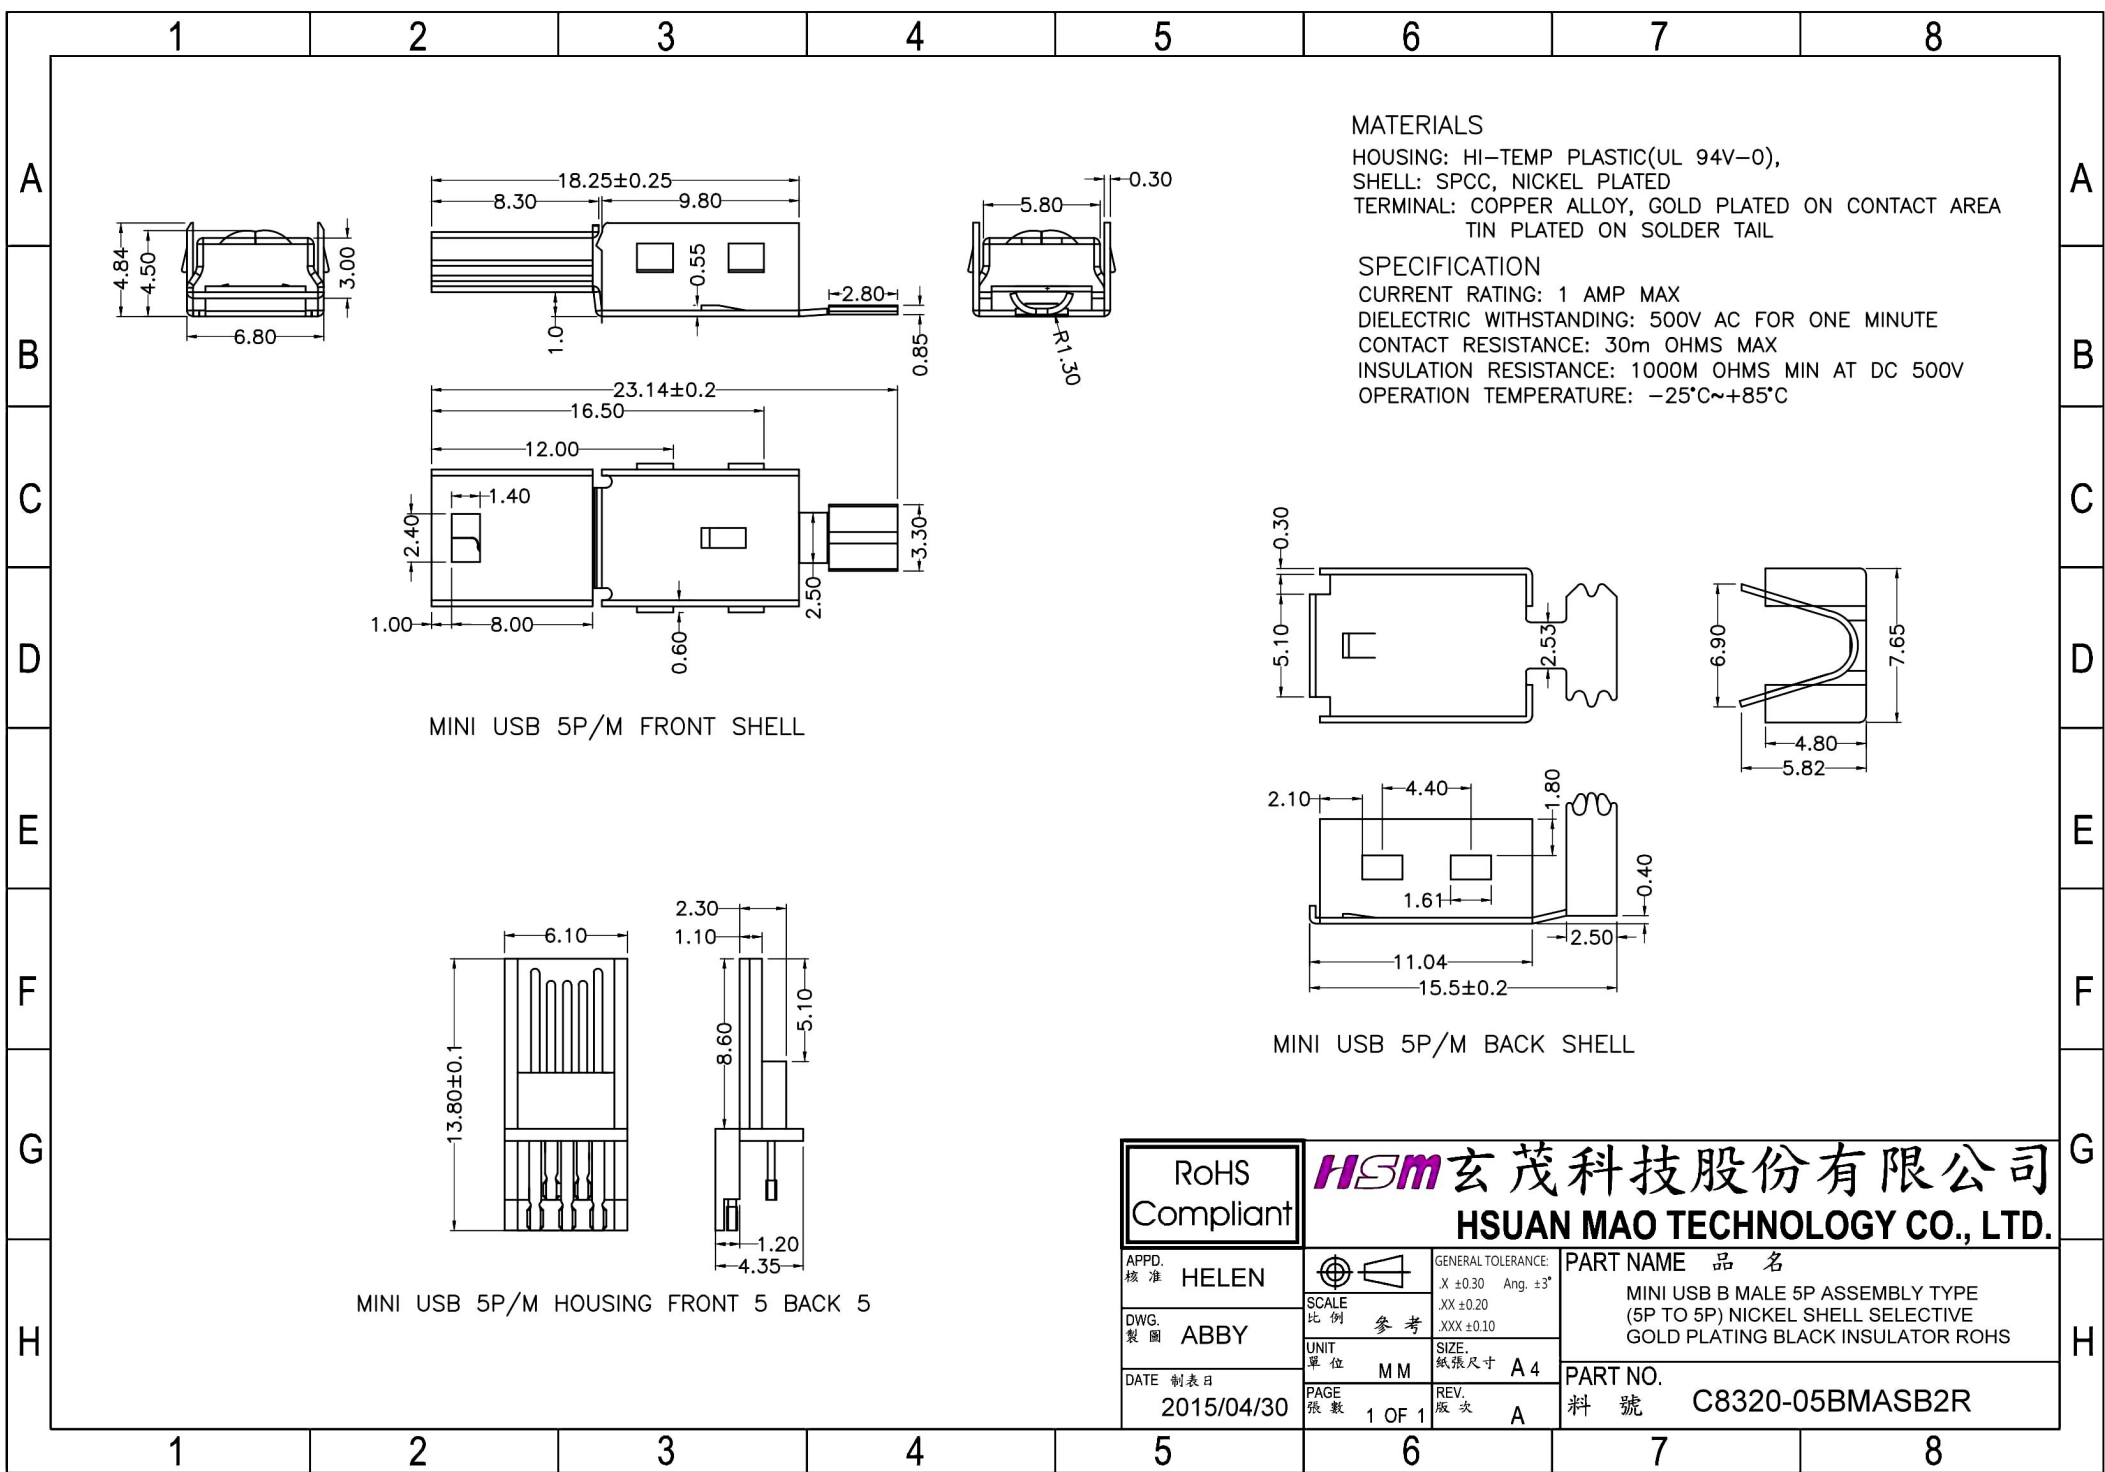 1 2 3 4 5 6 7 8
A A
B B
C C
D D
E E
F F
G G
H H
18.25±0.25
8.30
9.80
4.84
4.50
3.00
6.80
0.55
1.0
2.80
0.85
5.80
0.30
R1.30
23.14±0.2
16.50
12.00
1.40
2.40
1.00
8.00
0.60
2.50
3.30
MINI USB 5P/M FRONT SHELL
MATERIALS
HOUSING: HI-TEMP PLASTIC(UL 94V-0),
SHELL: SPCC, NICKEL PLATED
TERMINAL: COPPER ALLOY, GOLD PLATED ON CONTACT AREA
TIN PLATED ON SOLDER TAIL
SPECIFICATION
CURRENT RATING: 1 AMP MAX
DIELECTRIC WITHSTANDING: 500V AC FOR ONE MINUTE
CONTACT RESISTANCE: 30m OHMS MAX
INSULATION RESISTANCE: 1000M OHMS MIN AT DC 500V
OPERATION TEMPERATURE: -25°C~+85°C
0.30
5.10
2.53
6.90
7.65
4.80
5.82
2.10
4.40
1.80
1.61
0.40
2.50
11.04
15.5±0.2
MINI USB 5P/M BACK SHELL
6.10
13.80±0.1
2.30
1.10
8.60
5.10
1.20
4.35
MINI USB 5P/M HOUSING FRONT 5 BACK 5
RoHS
Compliant
HSM 玄茂科技股份有限公司
HSUAN MAO TECHNOLOGY CO., LTD.
APPD.
核 准 HELEN
DWG.
製 圖 ABBY
DATE 制表日
2015/04/30
SCALE
比 例 參 考
UNIT
單 位 MM
PAGE
張 數 1 OF 1
GENERAL TOLERANCE:
.X ±0.30 Ang. ±3°
.XX ±0.20
.XXX ±0.10
SIZE.
紙張尺寸 A4
REV.
版 次 A
PART NAME 品 名
MINI USB B MALE 5P ASSEMBLY TYPE
(5P TO 5P) NICKEL SHELL SELECTIVE
GOLD PLATING BLACK INSULATOR ROHS
PART NO.
料 號 C8320-05BMASB2R
1 2 3 4 5 6 7 8